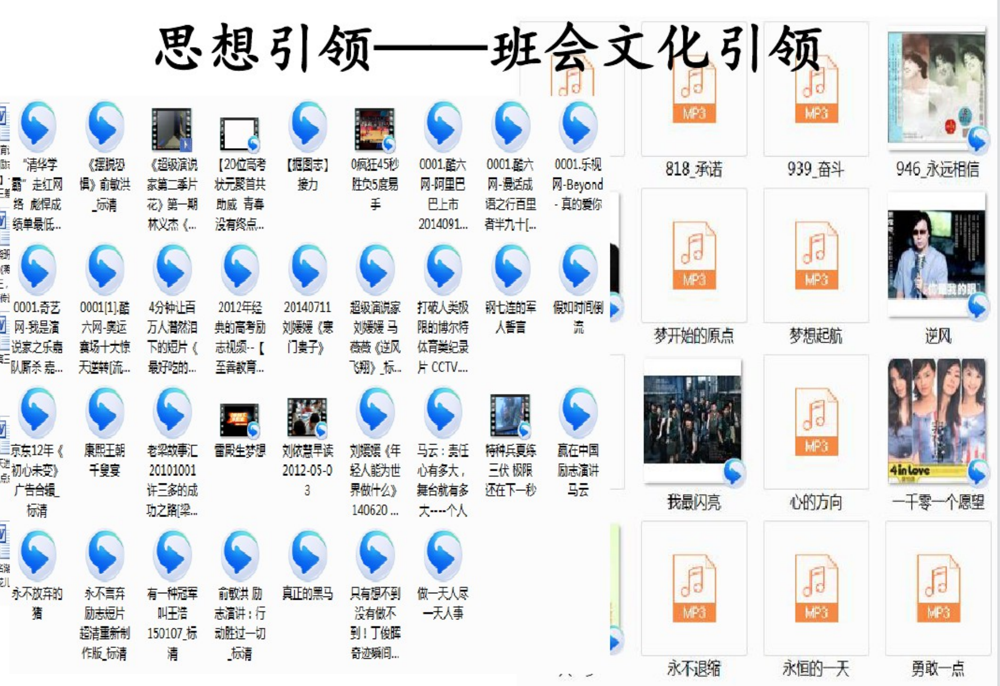 思想引领——班会文化引领
“清华学
霸”走红网
络 彪悍成
绩单最低...
《摆脱恐
惧》俞敏洪
_标清
《超级演说
家第二季片
花》第一期
林义杰《...
【20位高考
状元聚首共
助威 青春
没有终点...
【掘图志】
接力
0疯狂45秒
胜负5度易
手
0001.酷六
网-阿里巴
巴上市
2014091...
0001.酷六
网-漫话成
语之行百里
者半九十[...
0001.乐视
网-Beyond
- 真的爱你
0001.奇艺
网-我是演
说家之乐嘉
队厮杀 嘉...
0001[1].酷
六网-奥运
赛场十大惊
天逆转[流...
4分钟让百
万人潸然泪
下的短片《
最好吃的...
2012年经
典的高考励
志视频--【
至善教育...
20140711
刘媛媛《寒
门贵子》
超级演说家
刘媛媛 马
薇薇《逆风
飞翔》_标...
打破人类极
限的博尔特
体育类纪录
片 CCTV....
钢七连的军
人誓言
假如时间倒
流
京东12年《
初心未变》
广告合辑_
标清
康熙王朝
千叟宴
老梁故事汇
20101001
许三多的成
功之路[梁...
雷殿生梦想
刘依慧早读
2012-05-0
3
刘媛媛《年
轻人能为世
界做什么》
140620 ...
马云：责任
心有多大，
舞台就有多
大----个人
特种兵夏练
三伏 极限
还在下一秒
赢在中国
励志演讲
马云
永不放弃的
猪
永不言弃
励志短片
超清重新制
作版_标清
有一种冠军
叫王浩
150107_标
清
俞敏洪 励
志演讲：行
动胜过一切
_标清
真正的黑马
只有想不到
没有做不
到！丁俊晖
奇迹瞬间...
做一天人尽
一天人事
MP3
818_承诺
MP3
939_奋斗
946_永远相信
MP3
梦开始的原点
MP3
梦想起航
你是我的眼
逆风
我最闪亮
MP3
心的方向
4 in Love
一千零一个愿望
MP3
永不退缩
MP3
永恒的一天
MP3
勇敢一点